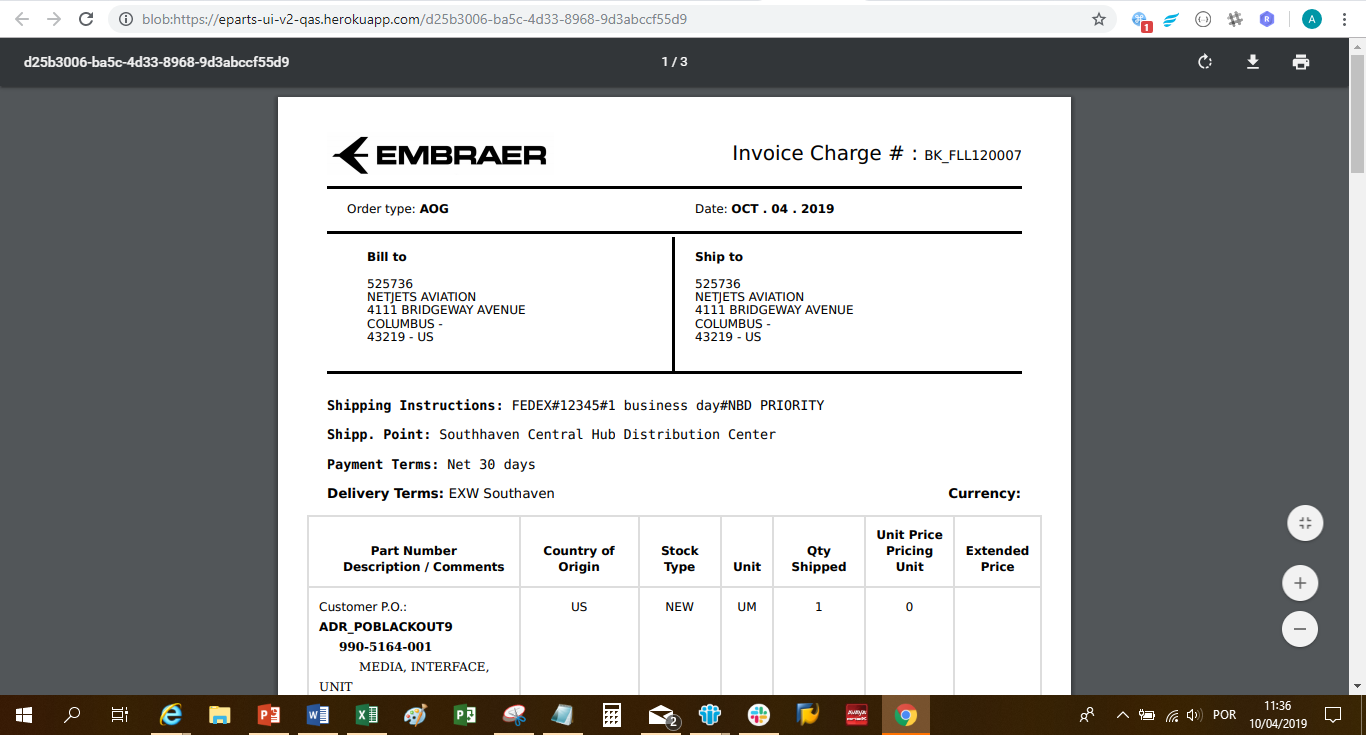 blob:https://eparts-ui-v2-qas.herokuapp.com/d25b3006-ba5c-4d33-8968-9d3abccf55d9
1
R
A
d25b3006-ba5c-4d33-8968-9d3abccf55d9
1 / 3
EMBRAER
Invoice Charge # : BK_FLL120007
Order type: AOG
Date: OCT . 04 . 2019
Bill to
525736
NETJETS AVIATION
4111 BRIDGEWAY AVENUE
COLUMBUS -
43219 - US
Ship to
525736
NETJETS AVIATION
4111 BRIDGEWAY AVENUE
COLUMBUS -
43219 - US
Shipping Instructions: FEDEX#12345#1 business day#NBD PRIORITY
Shipp. Point: Southhaven Central Hub Distribution Center
Payment Terms: Net 30 days
Delivery Terms: EXW Southaven
Currency:
Part Number
Description / Comments
Country of
Origin
Stock
Type
Unit
Qty
Shipped
Unit Price
Pricing
Unit
Extended
Price
Customer P.O.:
ADR_POBLACKOUT9
990-5164-001
MEDIA, INTERFACE,
UNIT
US
NEW
UM
1
0
2
POR
11:36
10/04/2019